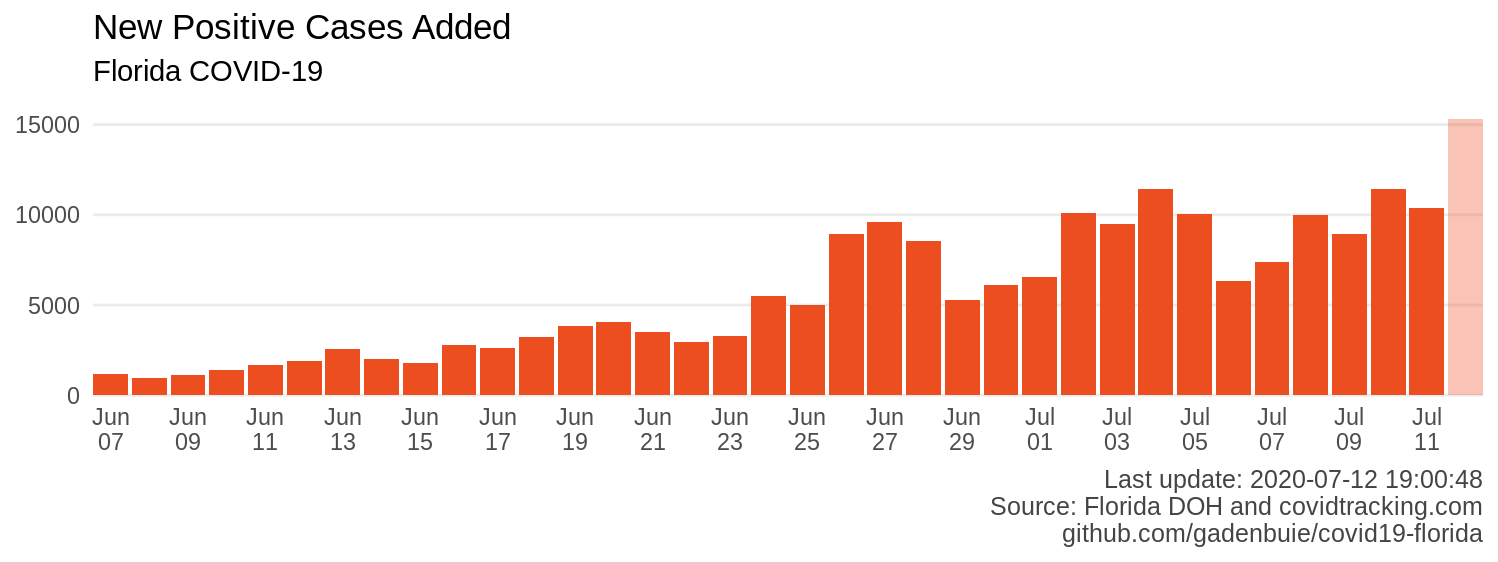 New Positive Cases Added
Florida COVID-19
15000
10000
5000
0
Jun Jun Jun Jun Jun Jun Jun Jun Jun Jun Jun Jun Jul Jul Jul Jul Jul Jul
07 09 11 13 15 17 19 21 23 25 27 29 01 03 05 07 09 11
Last update: 2020-07-12 19:00:48
Source: Florida DOH and covidtracking.com
github.com/gadenbuie/covid19-florida